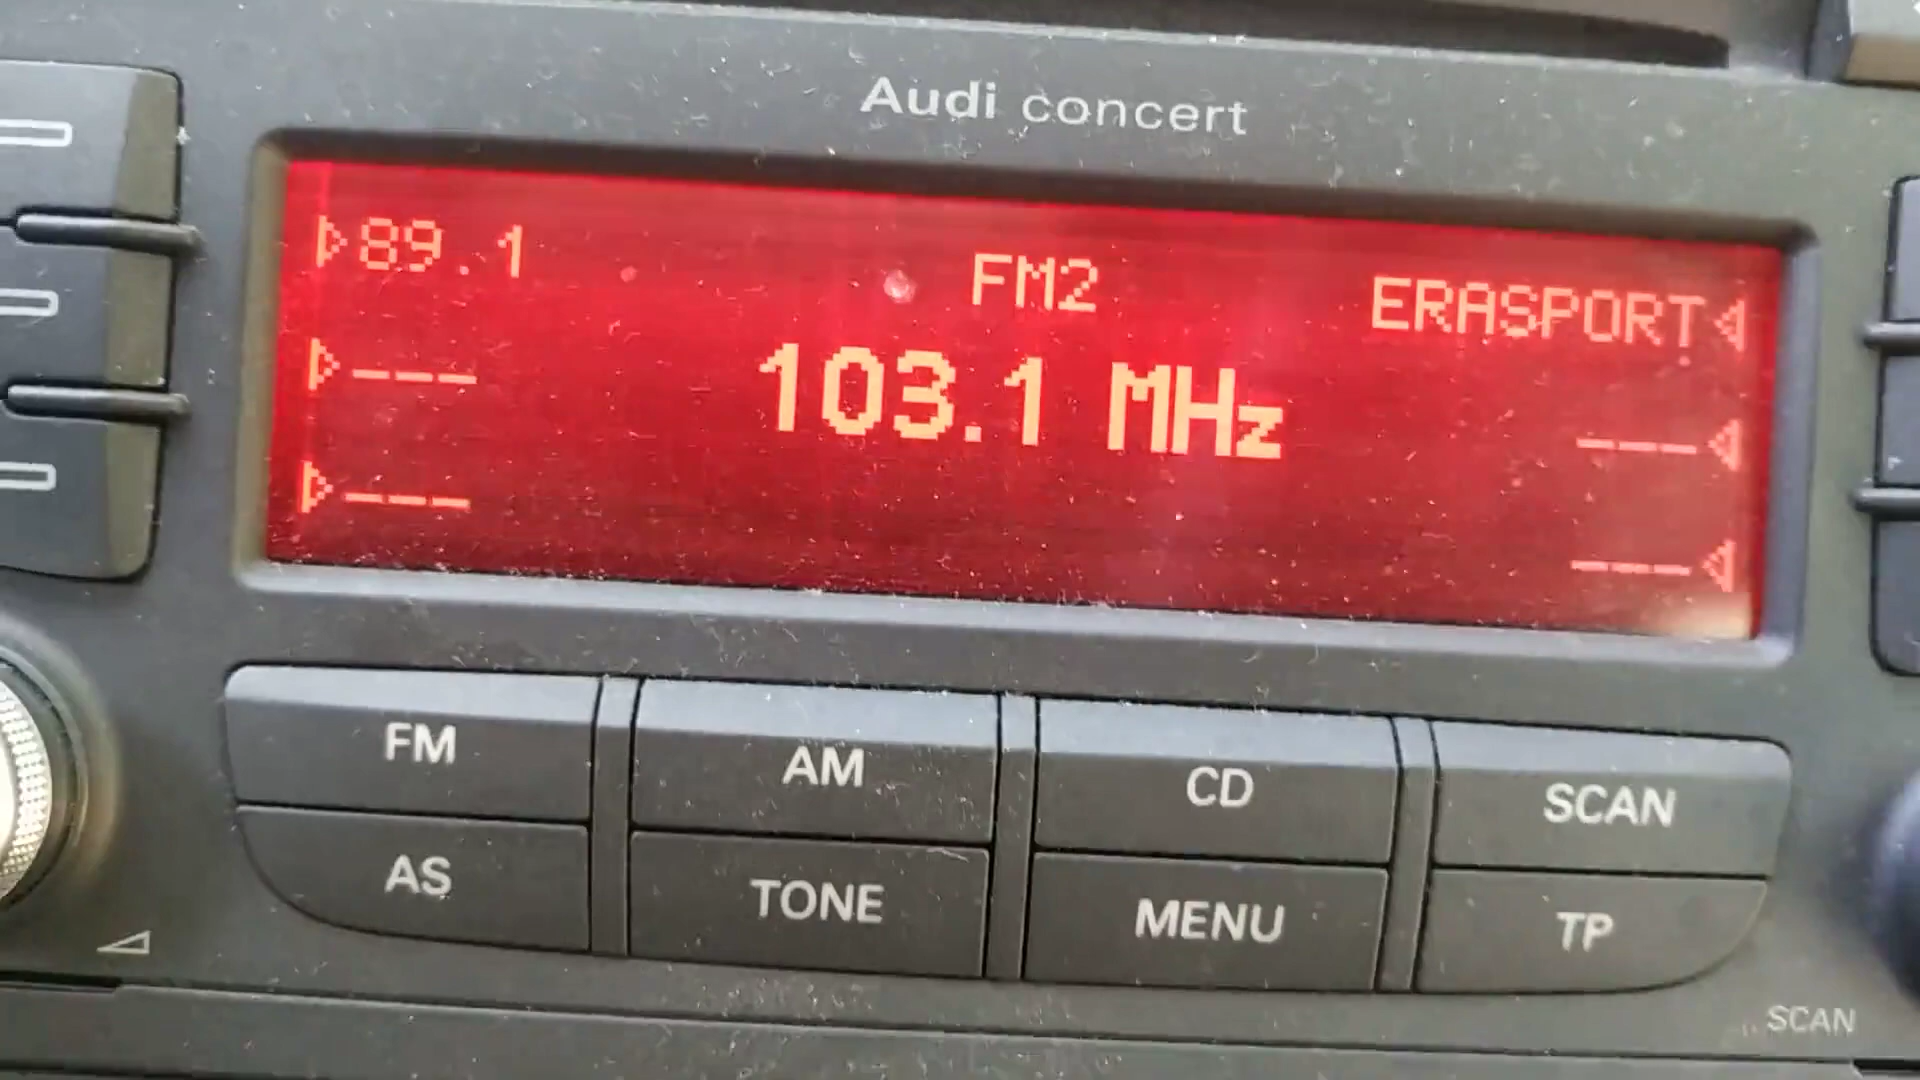 Audi concert
89.1
FM2
ERASPORT
---
103.1 MHz
---
---
---
FM
AM
CD
SCAN
AS
TONE
MENU
TP
SCAN